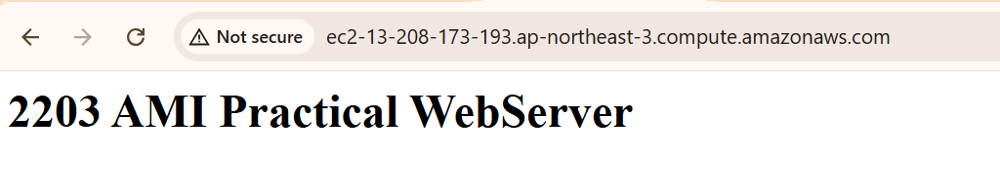 Not secure ec2-13-208-173-193.ap-northeast-3.compute.amazonaws.com
2203 AMI Practical WebServer